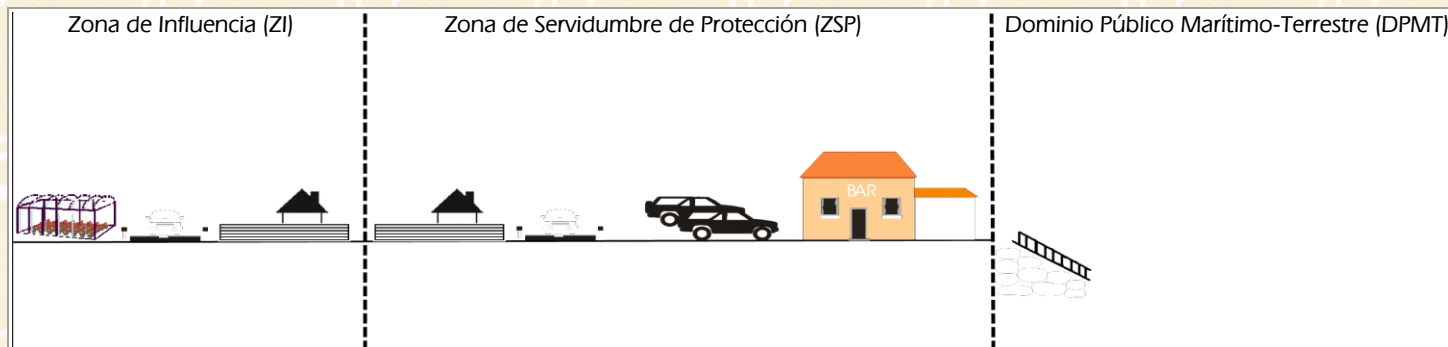 Zona de Influencia (ZI)
Zona de Servidumbre de Protección (ZSP)
Dominio Público Marítimo-Terrestre (DPMT)
BAR